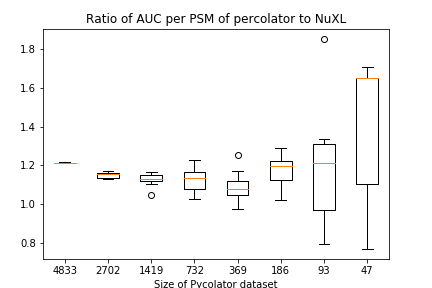 Ratio of AUC per PSM of percolator to NuXL
1.8
1.6
1.4
1.2
1.0
0.8
4833 2702 1419 732 369 186 93 47
Size of Pycolator dataset